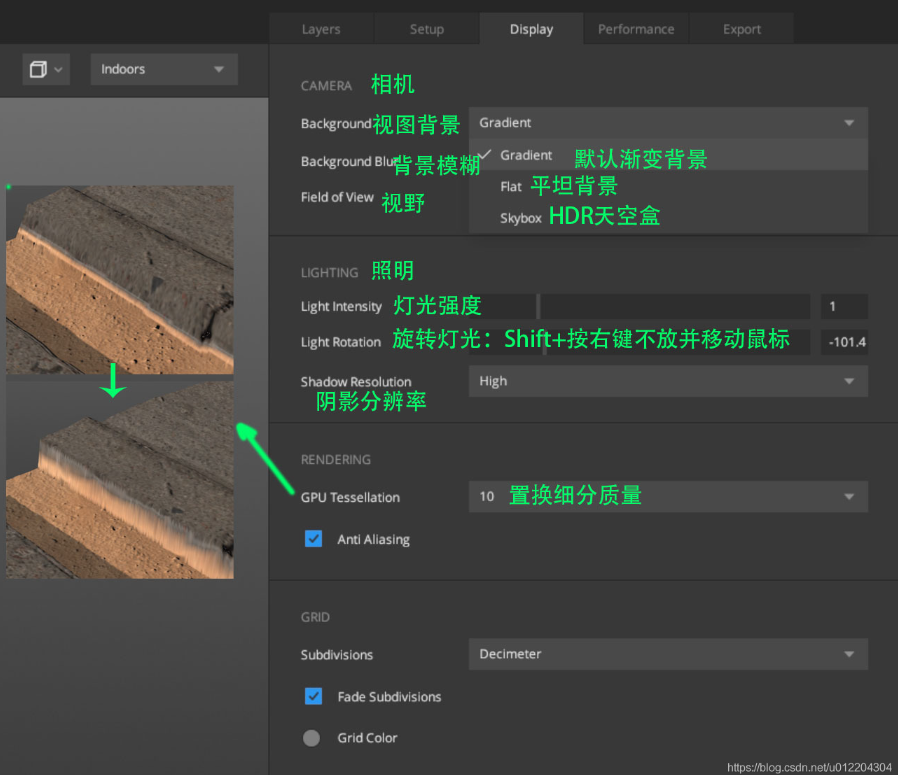 Layers Setup Display Performance Export
Indoors
CAMERA 相机
Background 视图背景 Gradient
Gradient 默认渐变背景
Background Blur 背景模糊
Flat 平坦背景
Field of View 视野
Skybox HDR天空盒
LIGHTING 照明
Light Intensity 灯光强度 1
Light Rotation 旋转灯光：Shift+按右键不放并移动鼠标 -101.4
Shadow Resolution High
阴影分辨率
RENDERING
GPU Tessellation 10 置换细分质量
Anti Aliasing
GRID
Subdivisions Decimeter
Fade Subdivisions
Grid Color
https://blog.csdn.net/u012204304